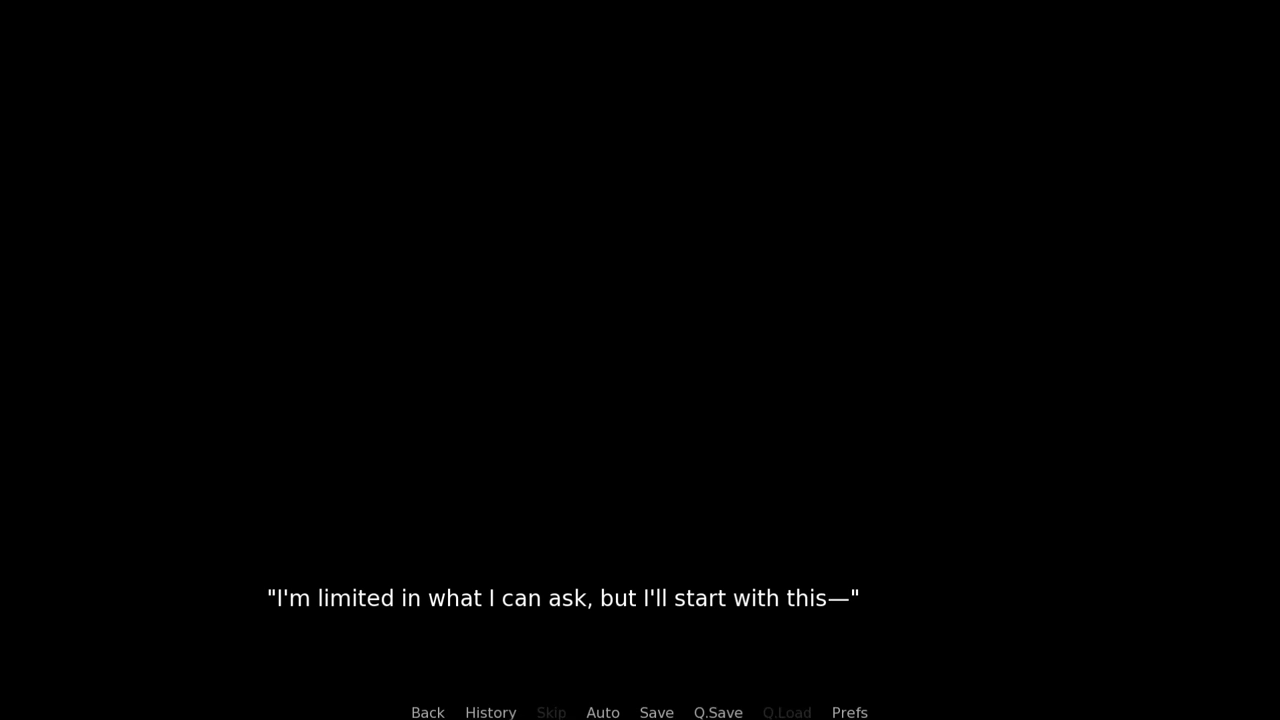 "I'm limited in what I can ask, but I'll start with this—"
Back History Skip Auto Save Q.Save Q.Load Prefs